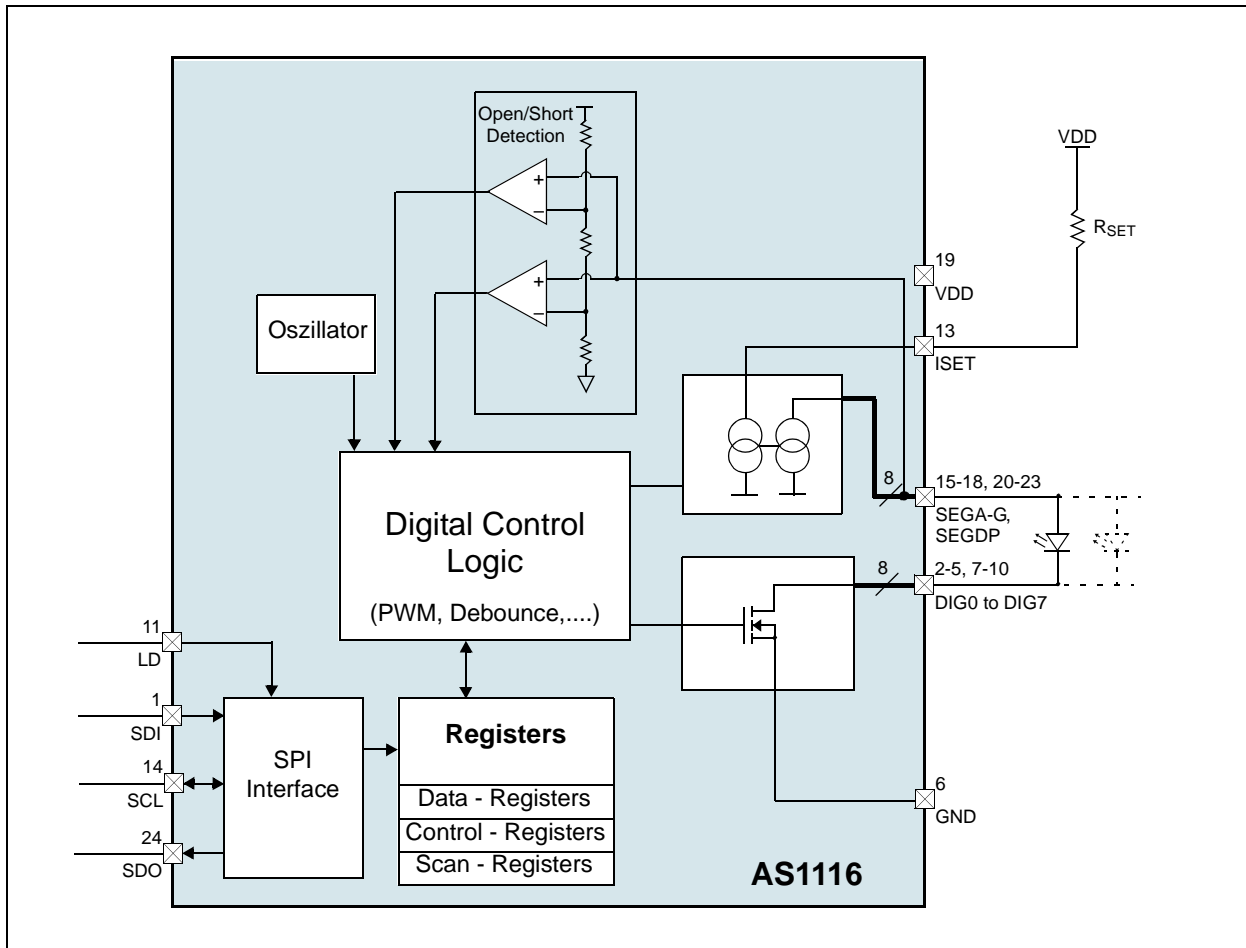 Open/Short
Detection
+
–
+
–
VDD
RSET
19
VDD
13
ISET
Oszillator
Digital Control
Logic
(PWM, Debounce,....)
8
15-18, 20-23
SEGA-G,
SEGDP
8
2-5, 7-10
DIG0 to DIG7
11
LD
1
SDI
14
SCL
24
SDO
SPI
Interface
Registers
Data - Registers
Control - Registers
Scan - Registers
6
GND
AS1116